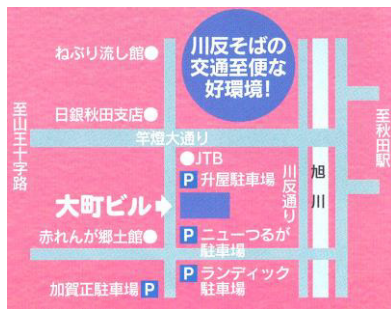 川反そばの
交通至便な
好環境!
ねぶり流し館
日銀秋田支店
竿燈大通り
至山王十字路
至秋田駅
JTB
P 升屋駐車場
川反通り
旭川
大町ビル
赤れんが郷土館
P ニューつるが
駐車場
P ランディック
駐車場
加賀正駐車場 P